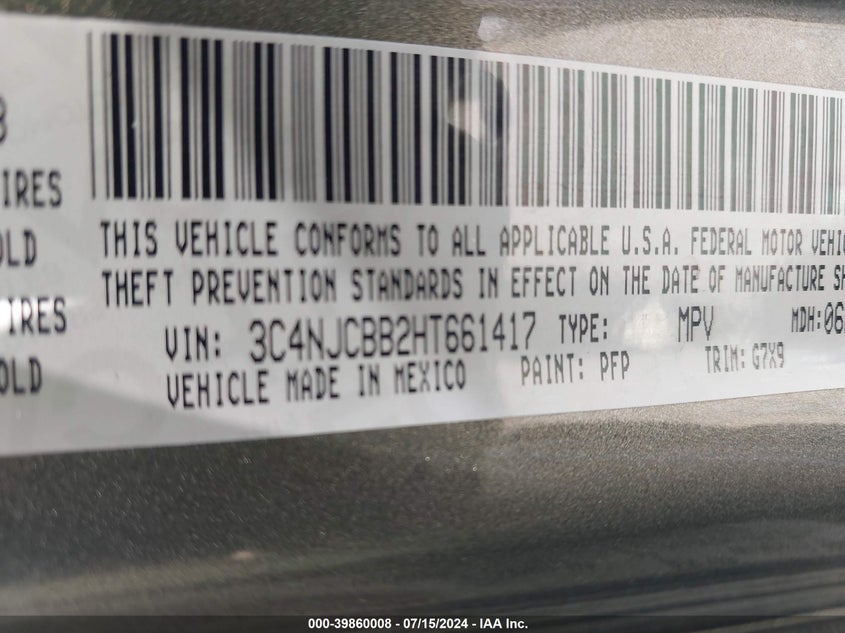 IRES
OLD
IRES
OLD
THIS VEHICLE CONFORMS TO ALL APPLICABLE U.S.A. FEDERAL MOTOR
THEFT PREVENTION STANDARDS IN EFFECT ON THE DATE OF MANUFACTURE
VIN: 3C4NJCBB2HT661417 TYPE: MPV MDH:06
VEHICLE MADE IN MEXICO PAINT: PFP TRIM: G7X9
000-39860008 - 07/15/2024 - IAA Inc.